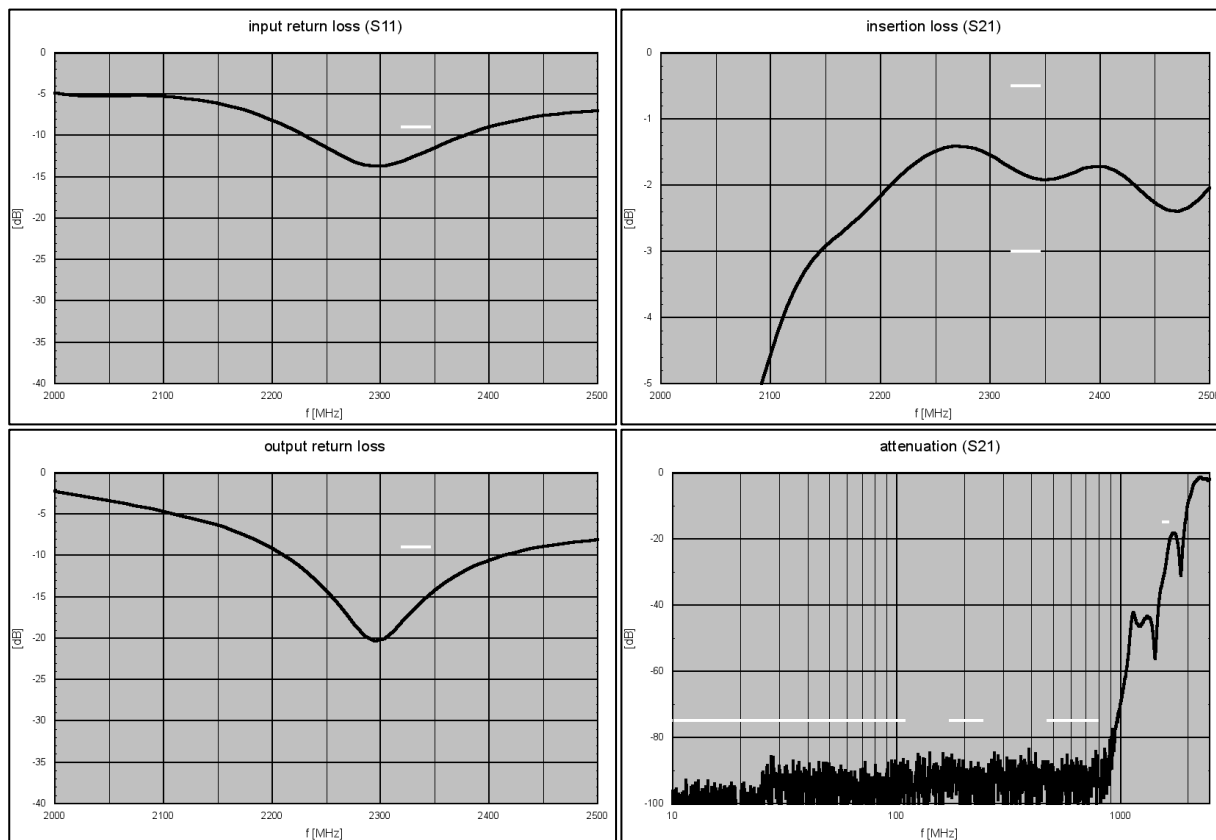 input return loss (S11)
0
-5
-10
-15
-20
-25
-30
-35
-40
[dB]
2000 2100 2200 2300 2400 2500
f [MHz]
insertion loss (S21)
0
-1
-2
-3
-4
-5
[dB]
2000 2100 2200 2300 2400 2500
f [MHz]
output return loss
0
-5
-10
-15
-20
-25
-30
-35
-40
[dB]
2000 2100 2200 2300 2400 2500
f [MHz]
attenuation (S21)
0
-20
-40
-60
-80
-100
[dB]
10 100 1000
f [MHz]